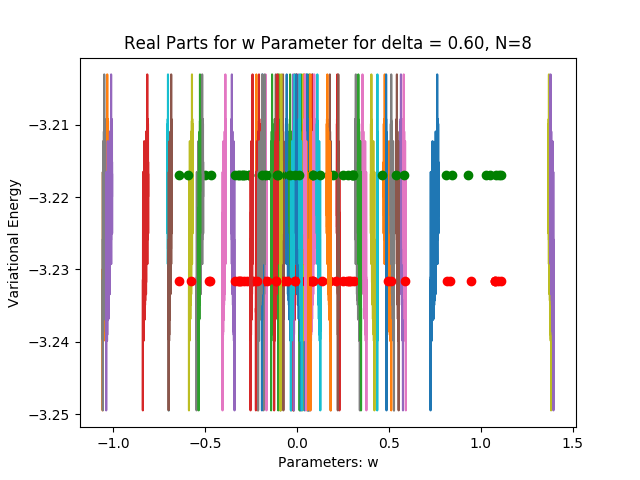 Real Parts for w Parameter for delta = 0.60, N=8
−3.21
−3.22
−3.23
−3.24
−3.25
Variational Energy
−1.0 −0.5 0.0 0.5 1.0 1.5
Parameters: w